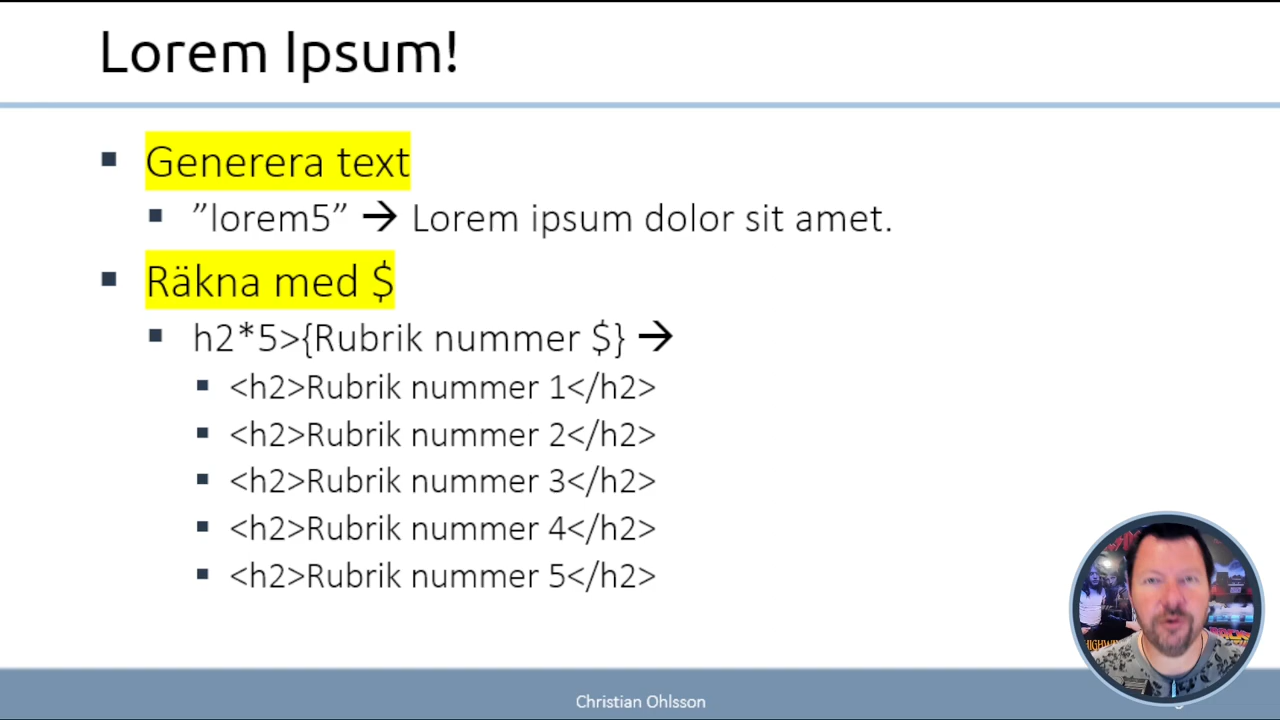 Lorem Ipsum!
Generera text
”lorem5” → Lorem ipsum dolor sit amet.
Räkna med $
h2*5>{Rubrik nummer $} →
<h2>Rubrik nummer 1</h2>
<h2>Rubrik nummer 2</h2>
<h2>Rubrik nummer 3</h2>
<h2>Rubrik nummer 4</h2>
<h2>Rubrik nummer 5</h2>
Christian Ohlsson